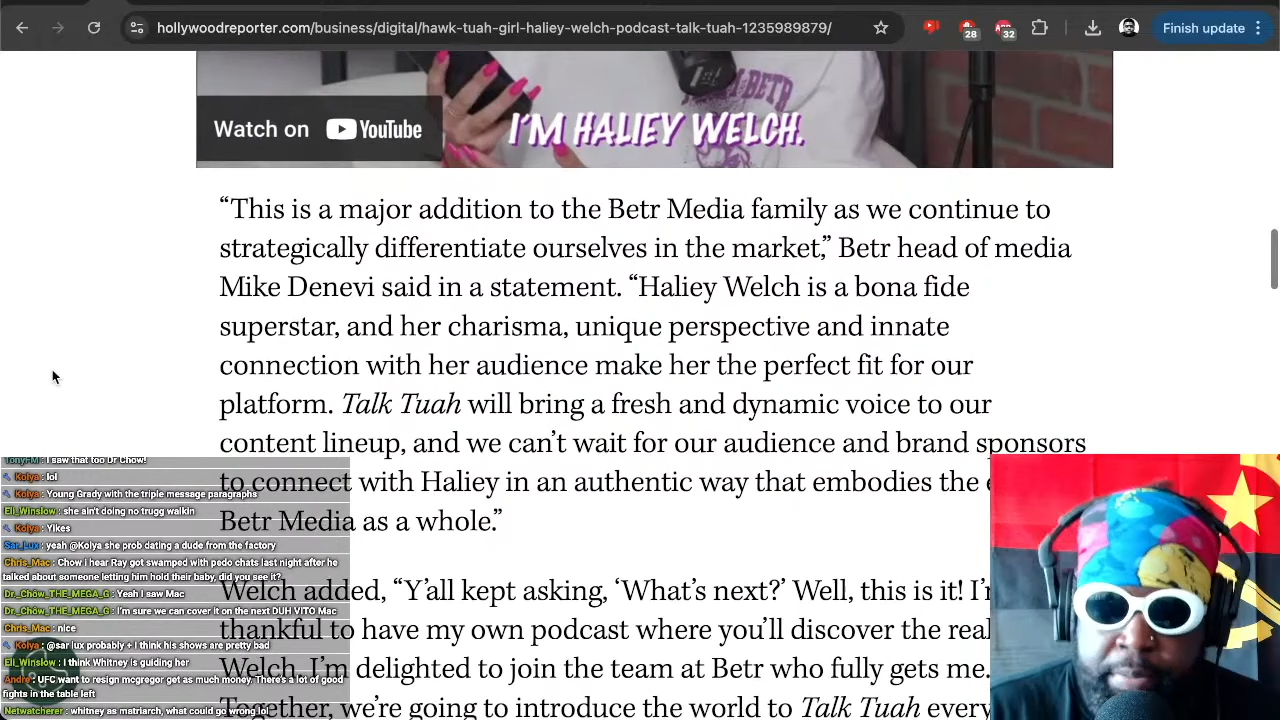 hollywoodreporter.com/business/digital/hawk-tuah-girl-haliey-welch-podcast-talk-tuah-1235989879/
28
32
Finish update
Watch on YouTube
I'M HALIEY WELCH.
“This is a major addition to the Betr Media family as we continue to
strategically differentiate ourselves in the market,” Betr head of media
Mike Denevi said in a statement. “Haliey Welch is a bona fide
superstar, and her charisma, unique perspective and innate
connection with her audience make her the perfect fit for our
platform. Talk Tuah will bring a fresh and dynamic voice to our
content lineup, and we can’t wait for our audience and brand sponsors
to connect with Haliey in an authentic way that embodies the
Betr Media as a whole.”
Welch added, “Y’all kept asking, ‘What’s next?’ Well, this is it! I’
thankful to have my own podcast where you’ll discover the real
Welch. I’m delighted to join the team at Betr who fully gets me.
Together, we’re going to introduce the world to Talk Tuah every
TonyFM: I saw that too Dr Chow!
Kolya: lol
Kolya: Young Grady with the triple message paragraphs
Eli_Winslow: she ain't doing no trugg walkin
Kolya: Yikes
Sar_Lux: yeah @Kolya she prob dating a dude from the factory
Chris_Mac: Chow i hear Ray got swamped with pedo chats last night after he
talked about someone letting him hold their baby, did you see it?
Dr_Chow_THE_MEGA_G: Yeah I saw Mac
Dr_Chow_THE_MEGA_G: I'm sure we can cover it on the next DUH VITO Mac
Chris_Mac: nice
Kolya: @sar lux probably + I think his shows are pretty bad
Eli_Winslow: I think Whitney is guiding her
Andre: UFC want to resign mcgregor get as much money. There's a lot of good
fights in the table left
Netwatcherer: whitney as matriarch, what could go wrong lol